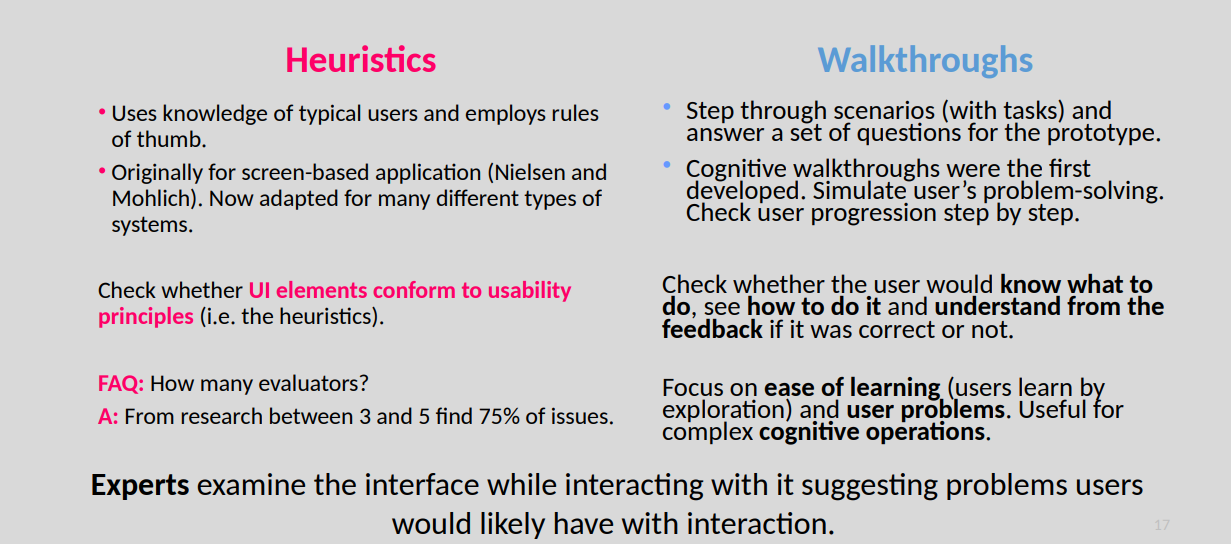 Heuristics
• Uses knowledge of typical users and employs rules
of thumb.
• Originally for screen-based application (Nielsen and
Mohlich). Now adapted for many different types of
systems.
Check whether UI elements conform to usability
principles (i.e. the heuristics).
FAQ: How many evaluators?
A: From research between 3 and 5 find 75% of issues.
Walkthroughs
• Step through scenarios (with tasks) and
answer a set of questions for the prototype.
• Cognitive walkthroughs were the first
developed. Simulate user’s problem-solving.
Check user progression step by step.
Check whether the user would know what to
do, see how to do it and understand from the
feedback if it was correct or not.
Focus on ease of learning (users learn by
exploration) and user problems. Useful for
complex cognitive operations.
Experts examine the interface while interacting with it suggesting problems users
would likely have with interaction.
17